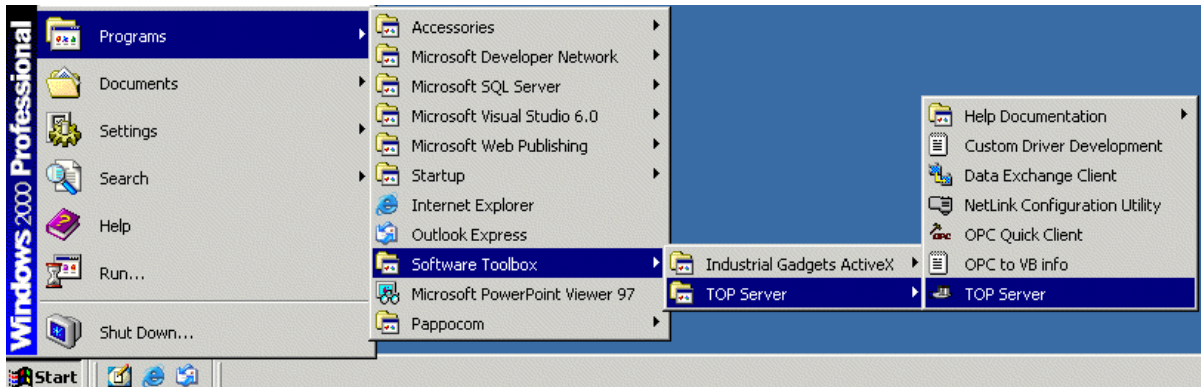 Windows 2000 Professional
Programs
Documents
Settings
Search
Help
Run...
Shut Down...
Accessories
Microsoft Developer Network
Microsoft SQL Server
Microsoft Visual Studio 6.0
Microsoft Web Publishing
Startup
Internet Explorer
Outlook Express
Software Toolbox
Microsoft PowerPoint Viewer 97
Pappocom
Industrial Gadgets ActiveX
TOP Server
Help Documentation
Custom Driver Development
Data Exchange Client
NetLink Configuration Utility
OPC Quick Client
OPC to VB info
TOP Server
Start